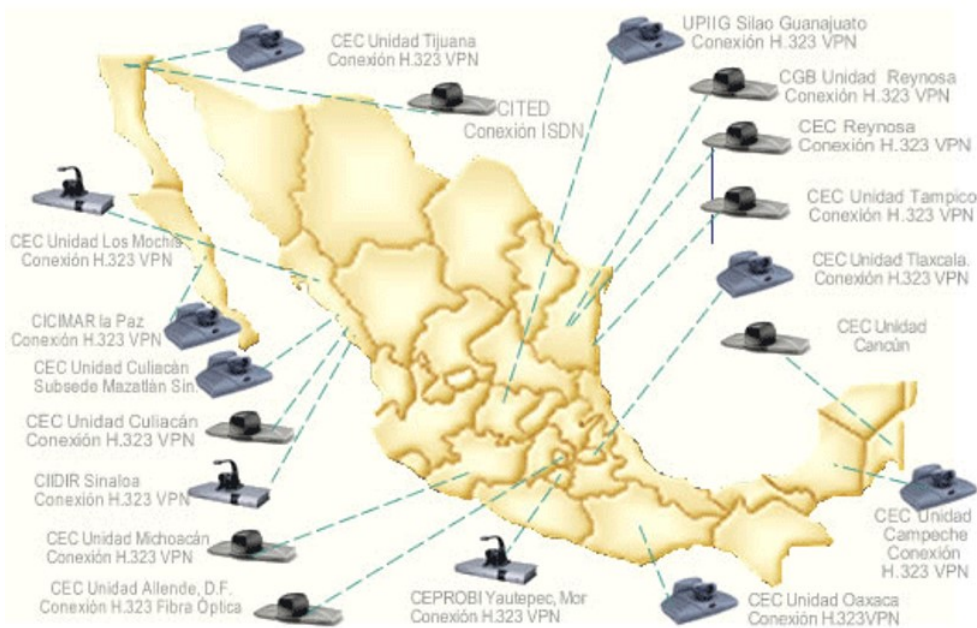 CEC Unidad Tijuana
Conexión H.323 VPN
CITED
Conexión ISDN
UPIIG Silao Guanajuato
Conexión H.323 VPN
CGB Unidad Reynosa
Conexión H.323 VPN
CEC Reynosa
Conexión H.323 VPN
CEC Unidad Tampico
Conexión H.323 VPN
CEC Unidad Tlaxcala.
Conexión H.323 VPN
CEC Unidad
Cancún
CEC Unidad Los Mochis
Conexión H.323 VPN
CICIMAR la Paz
Conexión H.323 VPN
CEC Unidad Culiacán
Subsede Mazatlán Sin.
CEC Unidad Culiacán
Conexión H.323 VPN
CIIDIR Sinaloa
Conexión H.323 VPN
CEC Unidad Michoacán
Conexión H.323 VPN
CEC Unidad Allende, D.F.
Conexión H.323 Fibra Óptica
CEPROBI Yautepec, Mor
Conexión H.323 VPN
CEC Unidad Oaxaca
Conexión H.323VPN
CEC Unidad
Campeche
Conexión
H.323 VPN